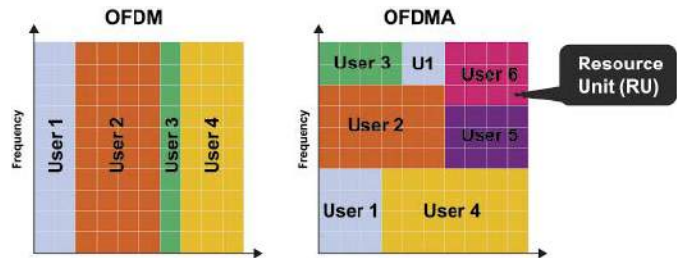 OFDM
Frequency
User 1
User 2
User 3
User 4
OFDMA
Frequency
User 3
U1
User 6
User 2
User 5
User 1
User 4
Resource
Unit (RU)